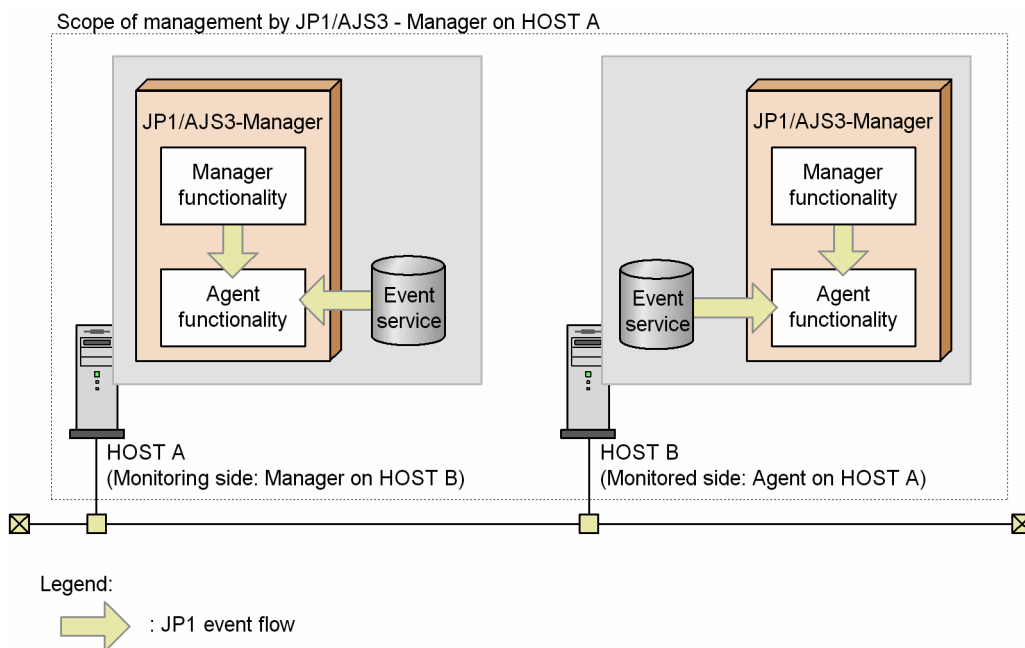 Scope of management by JP1/AJS3 - Manager on HOST A
JP1/AJS3-Manager
Manager
functionality
Agent
functionality
Event
service
HOST A
(Monitoring side: Manager on HOST B)
JP1/AJS3-Manager
Manager
functionality
Event
service
Agent
functionality
HOST B
(Monitored side: Agent on HOST A)
Legend:
: JP1 event flow